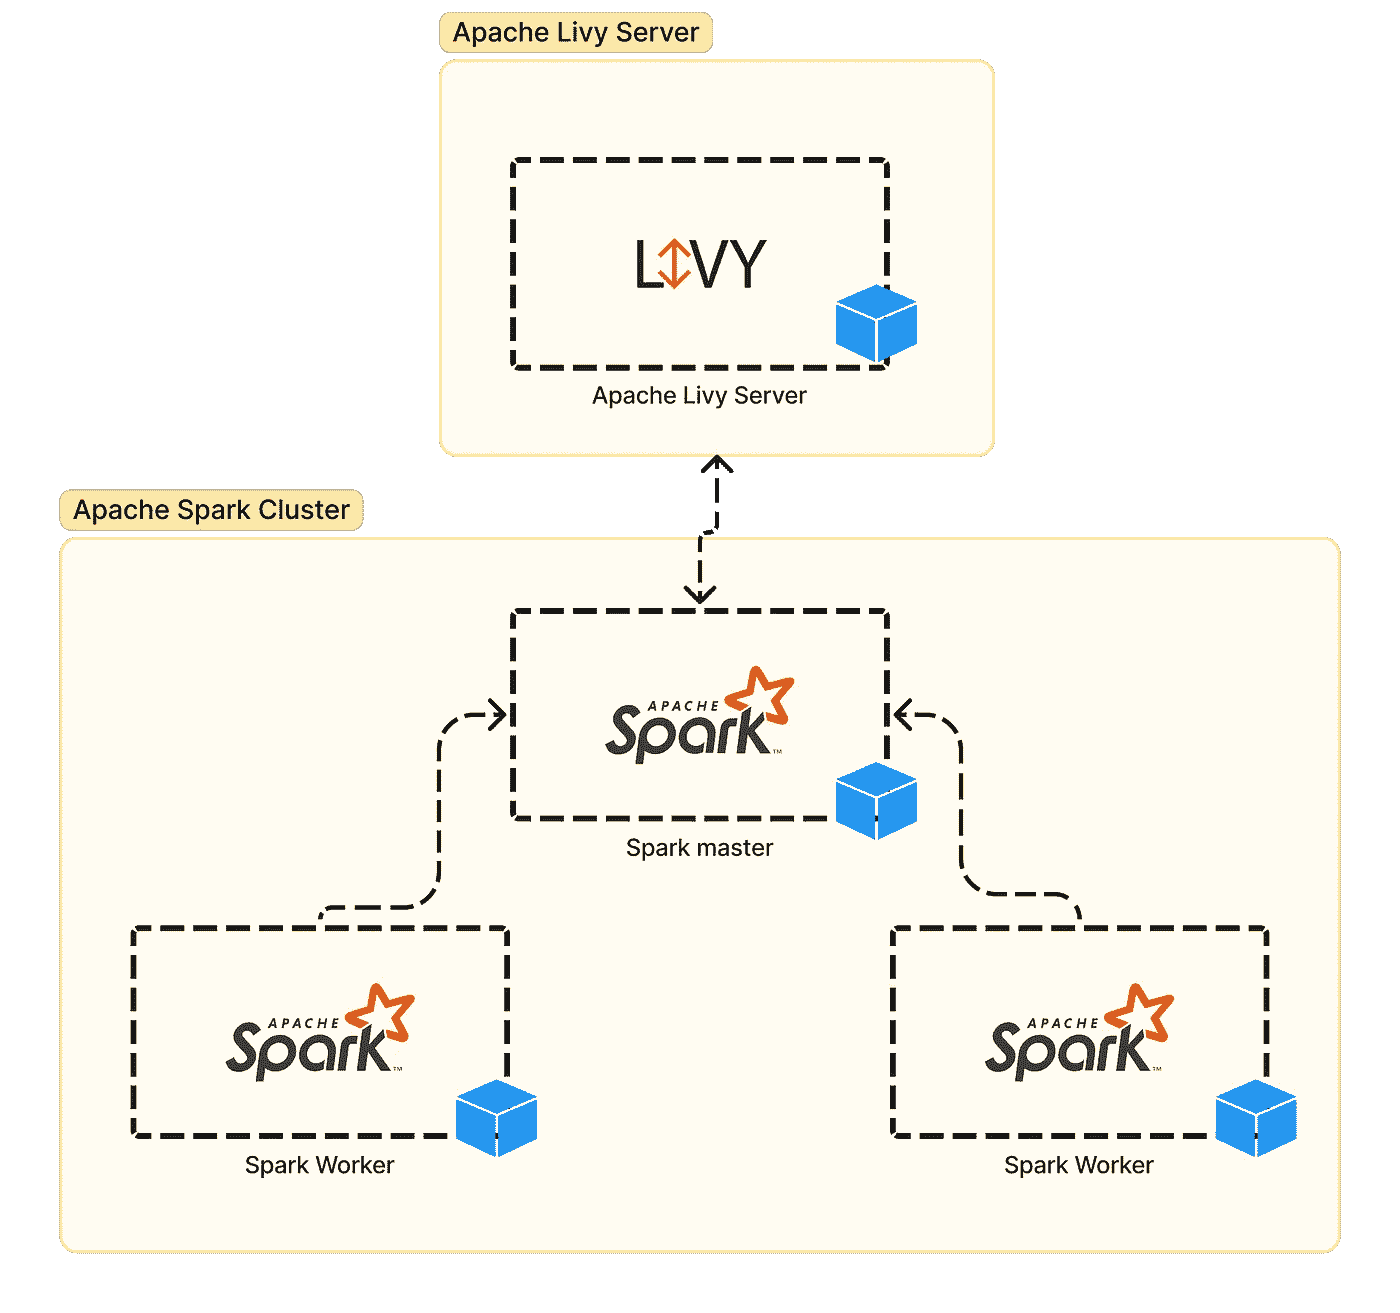 Apache Livy Server
LIVY
Apache Livy Server
Apache Spark Cluster
APACHE
Spark™
Spark master
APACHE
Spark™
Spark Worker
APACHE
Spark™
Spark Worker